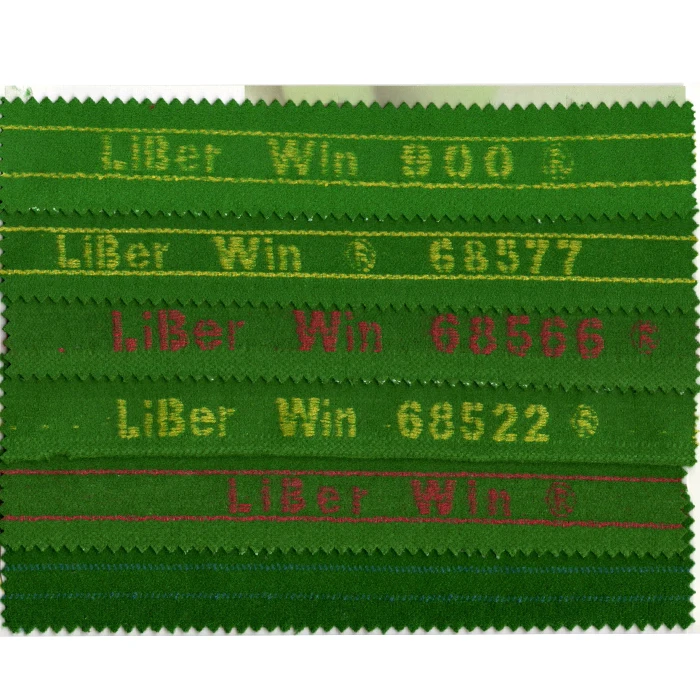 LiBer Win 900 ®
LiBer Win ® 68577
LiBer Win 68566 ®
LiBer Win 68522 ®
LiBer Win ®